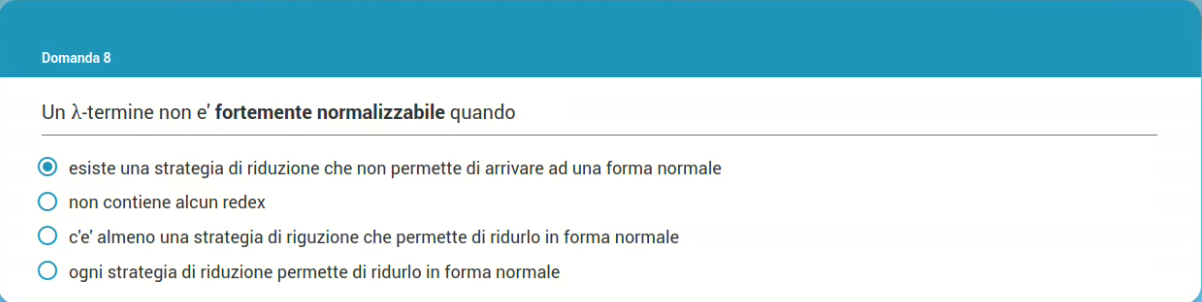 Domanda 8
Un λ-termine non e' fortemente normalizzabile quando
esiste una strategia di riduzione che non permette di arrivare ad una forma normale
non contiene alcun redex
c'e' almeno una strategia di riguzione che permette di ridurlo in forma normale
ogni strategia di riduzione permette di ridurlo in forma normale